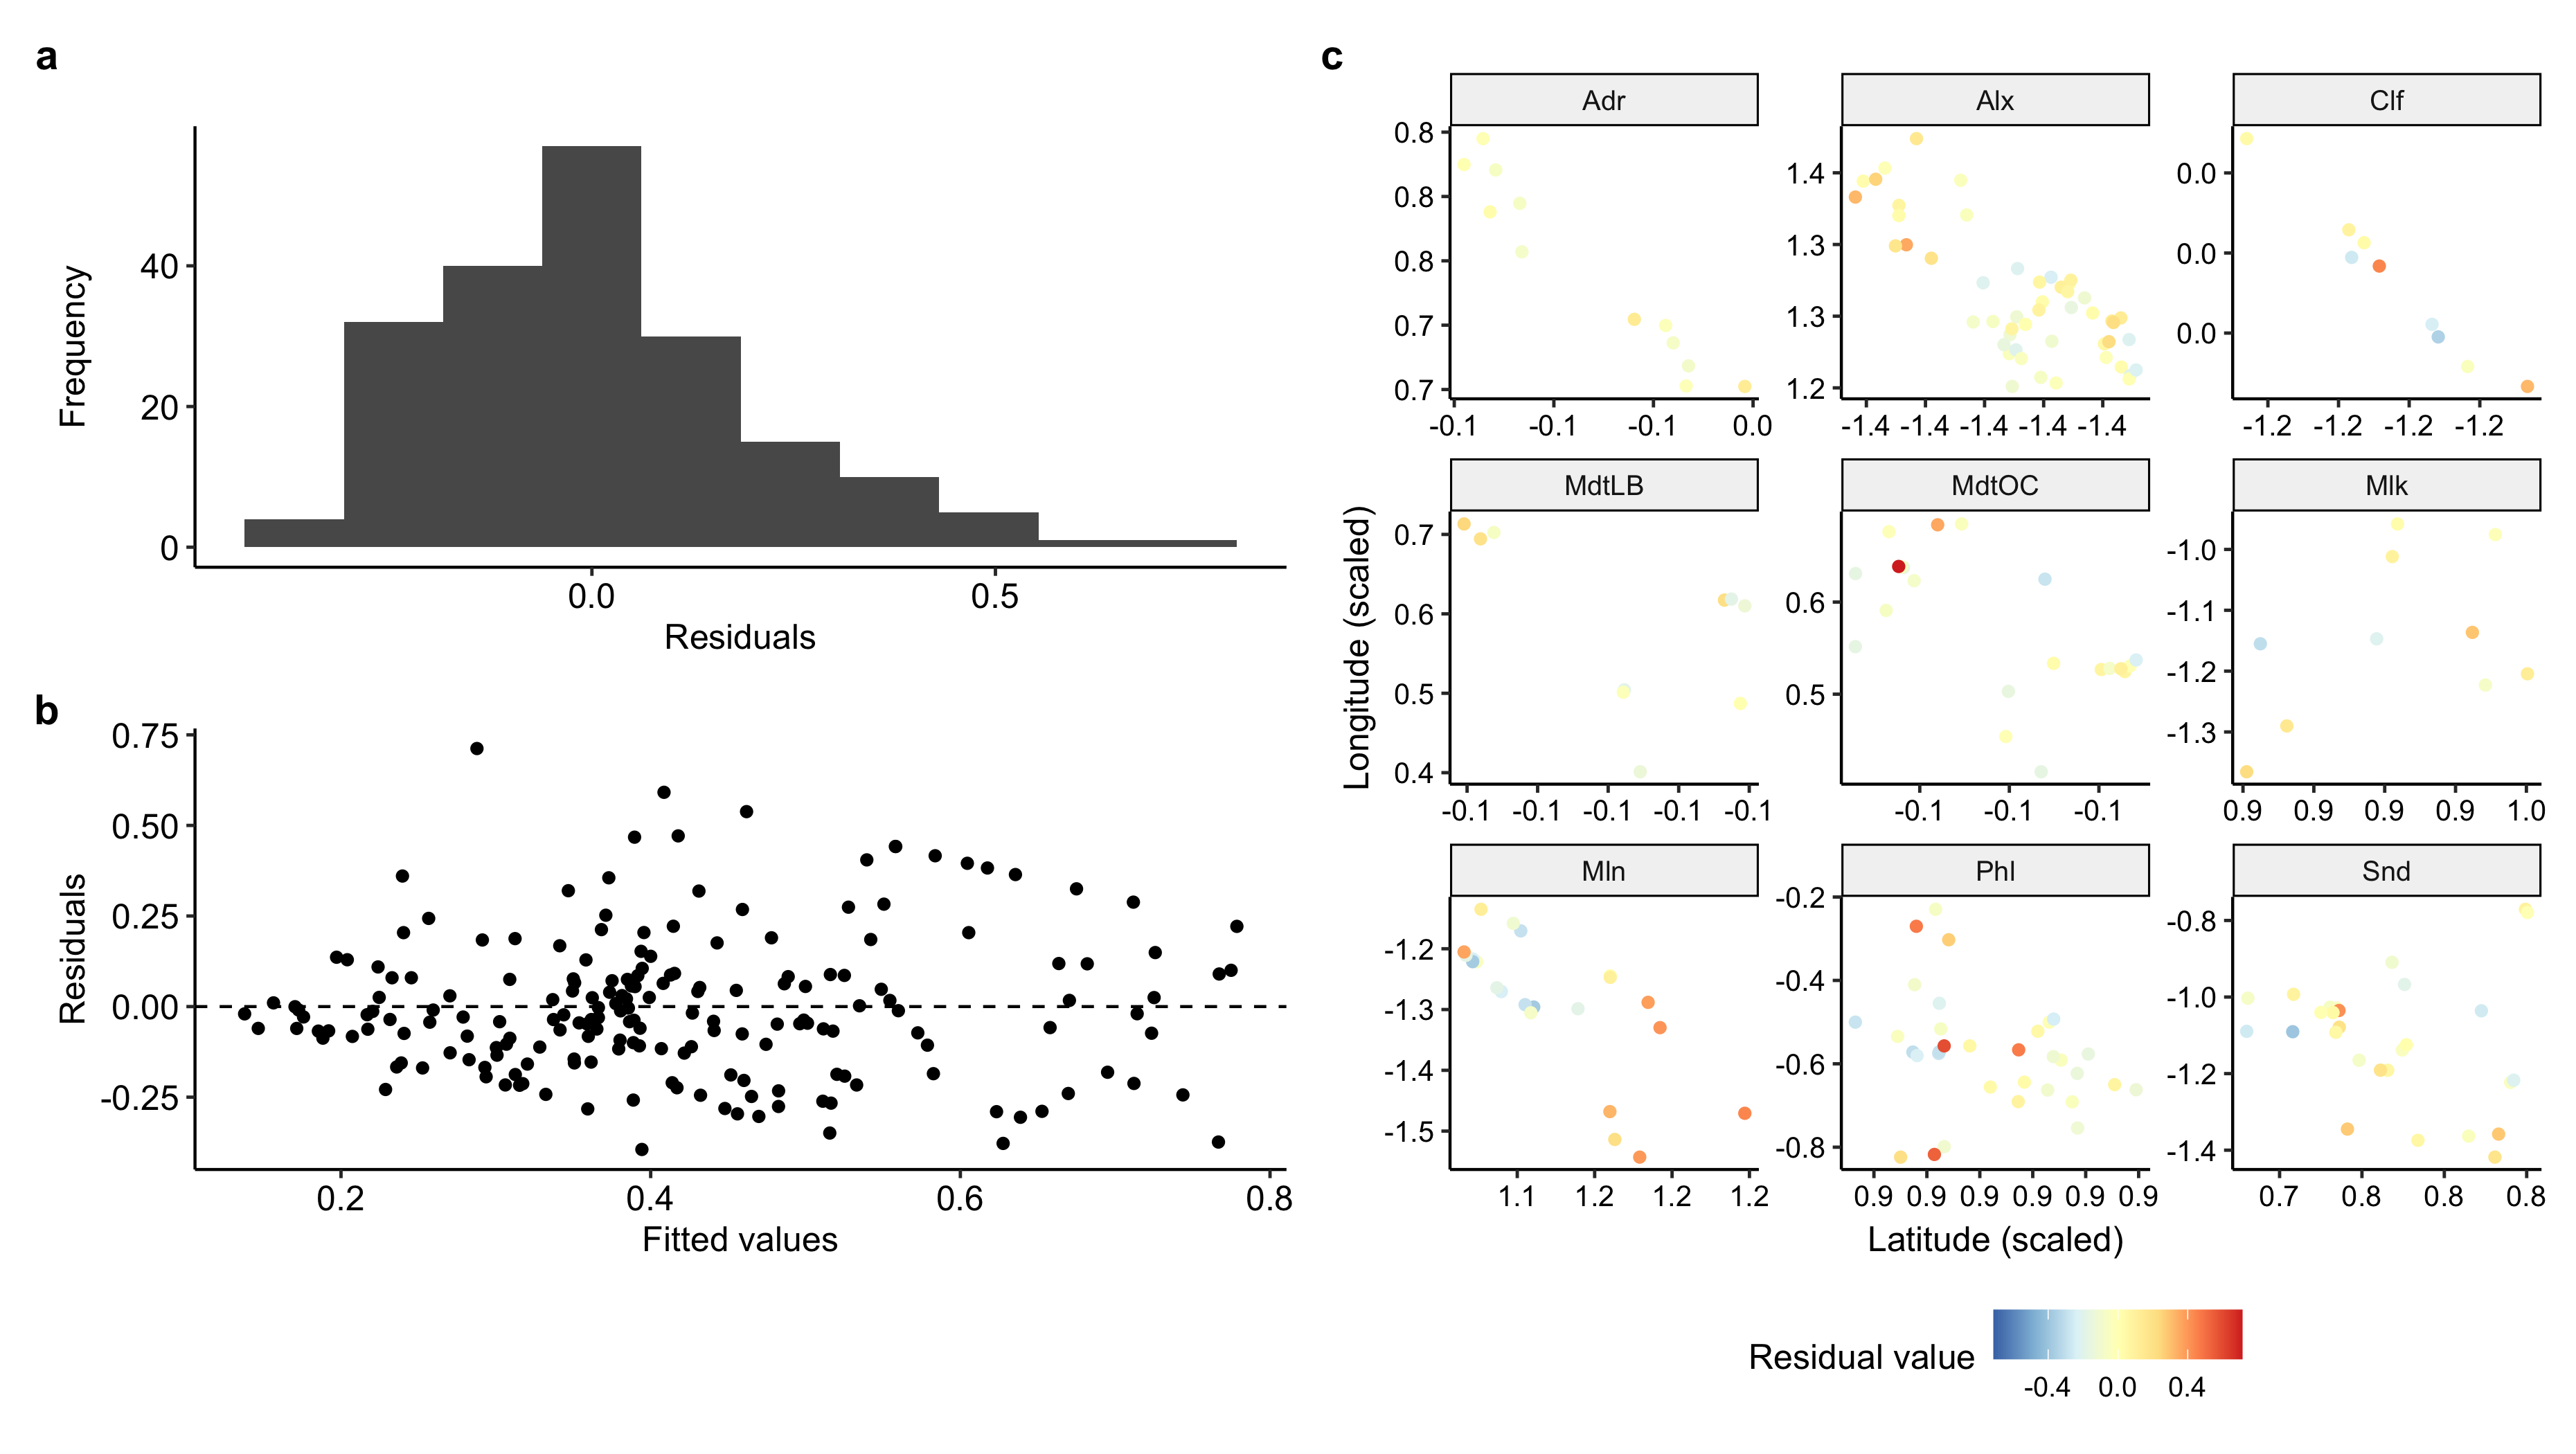 a
Frequency
40
20
0
0.0 0.5
Residuals
b
Residuals
0.75
0.50
0.25
0.00
-0.25
0.2 0.4 0.6 0.8
Fitted values
c
Longitude (scaled)
Adr
0.8
0.8
0.8
0.7
0.7
-0.1 -0.1 -0.1 0.0
Alx
1.4
1.3
1.3
1.2
-1.4 -1.4 -1.4 -1.4 -1.4
Clf
0.0
0.0
0.0
-1.2 -1.2 -1.2 -1.2
MdtLB
0.7
0.6
0.5
0.4
-0.1 -0.1 -0.1 -0.1 -0.1
MdtOC
0.6
0.5
-0.1 -0.1 -0.1
Mlk
-1.0
-1.1
-1.2
-1.3
0.9 0.9 0.9 0.9 1.0
Mln
-1.2
-1.3
-1.4
-1.5
1.1 1.2 1.2 1.2
Phl
-0.2
-0.4
-0.6
-0.8
0.9 0.9 0.9 0.9 0.9 0.9
Snd
-0.8
-1.0
-1.2
-1.4
0.7 0.8 0.8 0.8
Latitude (scaled)
Residual value
-0.4 0.0 0.4